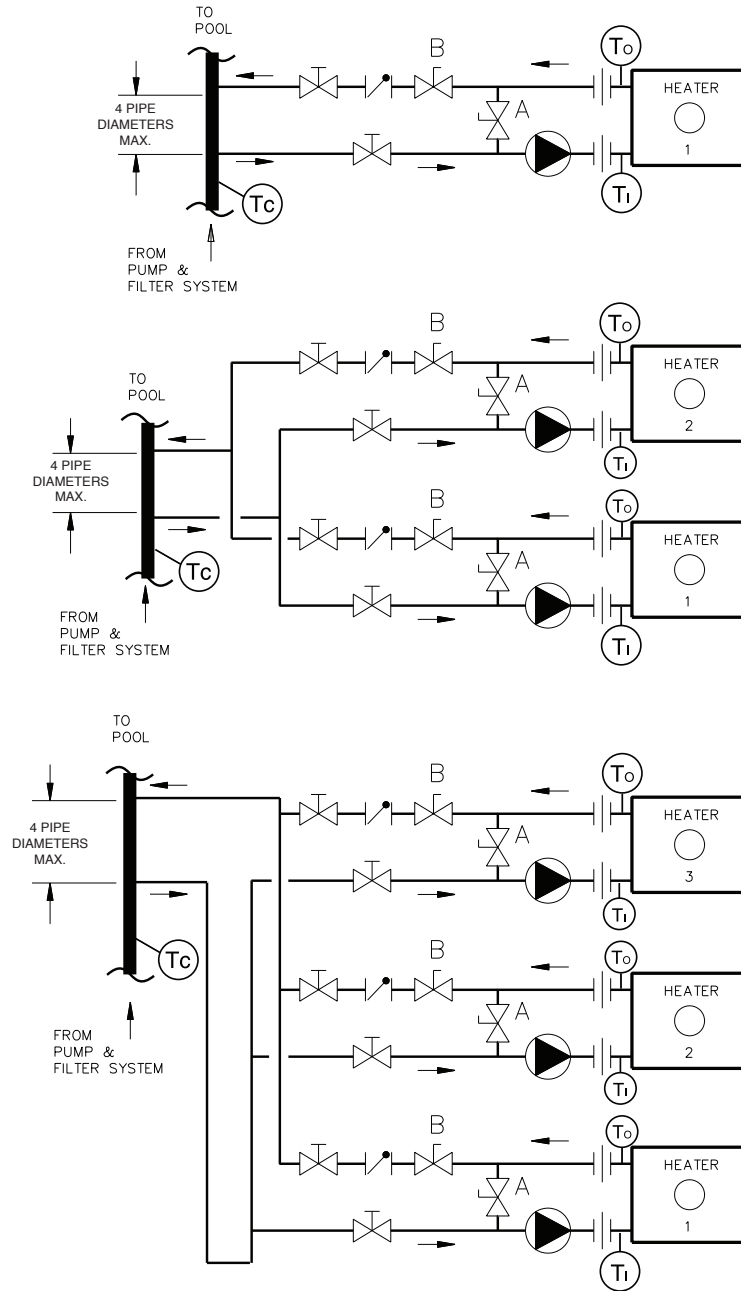 TO
POOL
B
To
HEATER
1
A
4 PIPE
DIAMETERS
MAX.
TI
Tc
FROM
PUMP &
FILTER SYSTEM
B
To
HEATER
2
A
TO
POOL
TI
4 PIPE
DIAMETERS
MAX.
B
To
HEATER
1
A
Tc
TI
FROM
PUMP &
FILTER SYSTEM
TO
POOL
B
To
HEATER
3
A
4 PIPE
DIAMETERS
MAX.
TI
Tc
B
To
HEATER
2
A
FROM
PUMP &
FILTER SYSTEM
TI
B
To
HEATER
1
A
TI